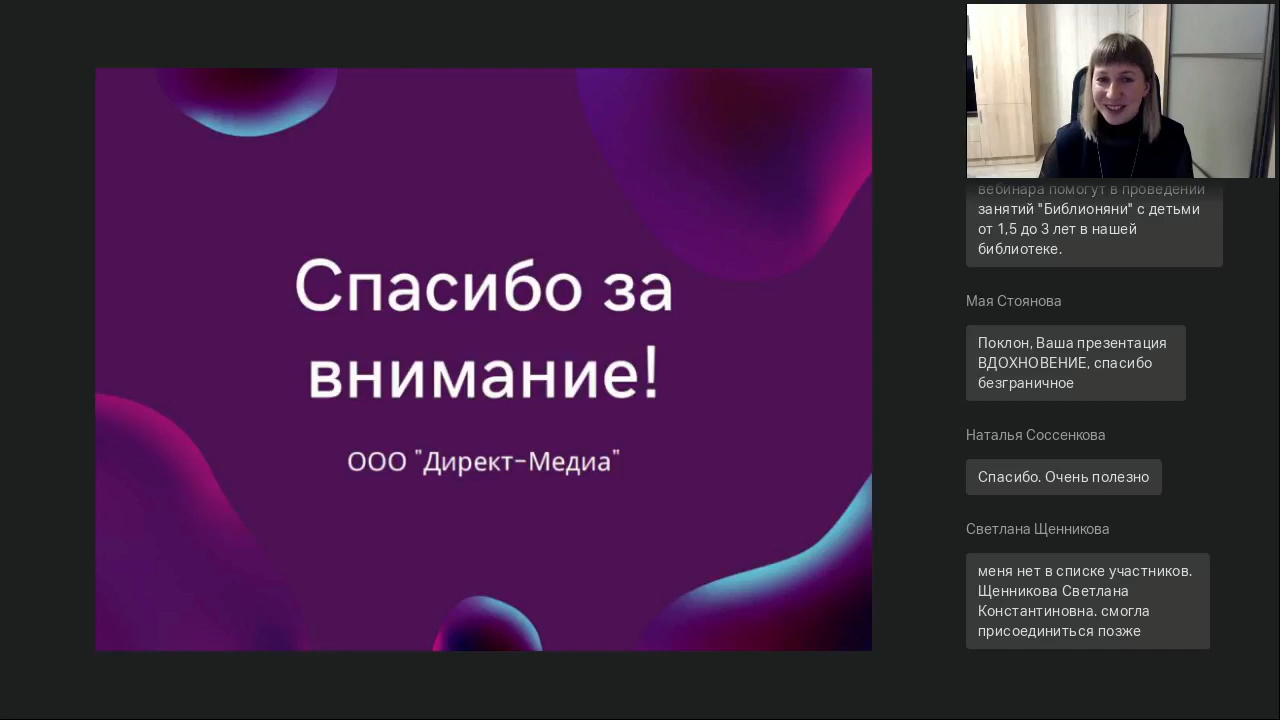 Спасибо за
внимание!
ООО "Директ-Медиа"
вебинара помогут в проведении
занятий "Библионяни" с детьми
от 1,5 до 3 лет в нашей
библиотеке.
Мая Стоянова
Поклон, Ваша презентация
ВДОХНОВЕНИЕ, спасибо
безграничное
Наталья Соссенкова
Спасибо. Очень полезно
Светлана Щенникова
меня нет в списке участников.
Щенникова Светлана
Константиновна. смогла
присоединиться позже